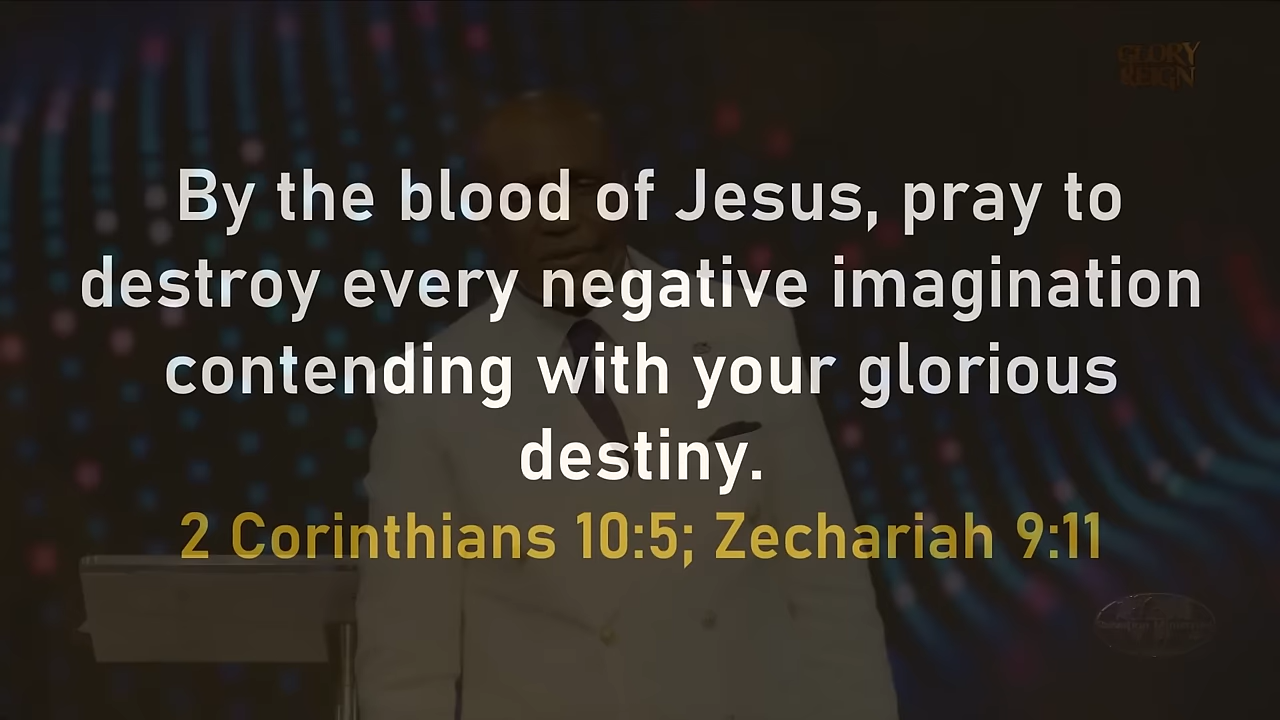 GLORY
REIGN
By the blood of Jesus, pray to
destroy every negative imagination
contending with your glorious
destiny.
2 Corinthians 10:5; Zechariah 9:11